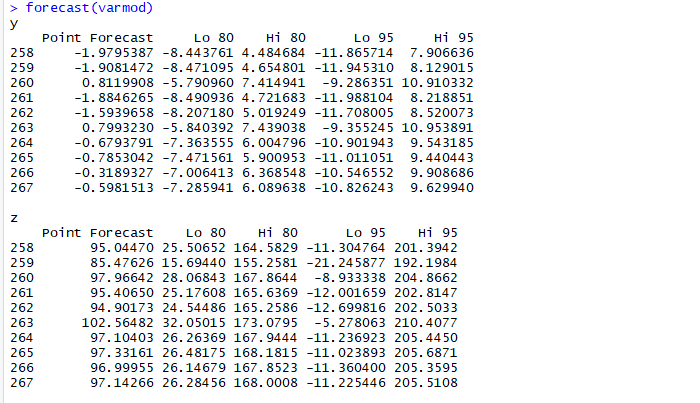 > forecast(varmod)
y
Point Forecast Lo 80 Hi 80 Lo 95 Hi 95
258 -1.9795387 -8.443761 4.484684 -11.865714 7.906636
259 -1.9081472 -8.471095 4.654801 -11.945310 8.129015
260 0.8119908 -5.790960 7.414941 -9.286351 10.910332
261 -1.8846265 -8.490936 4.721683 -11.988104 8.218851
262 -1.5939658 -8.207180 5.019249 -11.708005 8.520073
263 0.7993230 -5.840392 7.439038 -9.355245 10.953891
264 -0.6793791 -7.363555 6.004796 -10.901943 9.543185
265 -0.7853042 -7.471561 5.900953 -11.011051 9.440443
266 -0.3189327 -7.006413 6.368548 -10.546552 9.908686
267 -0.5981513 -7.285941 6.089638 -10.826243 9.629940
z
Point Forecast Lo 80 Hi 80 Lo 95 Hi 95
258 95.04470 25.50652 164.5829 -11.304764 201.3942
259 85.47626 15.69440 155.2581 -21.245877 192.1984
260 97.96642 28.06843 167.8644 -8.933338 204.8662
261 95.40650 25.17608 165.6369 -12.001659 202.8147
262 94.90173 24.54486 165.2586 -12.699816 202.5033
263 102.56482 32.05015 173.0795 -5.278063 210.4077
264 97.10403 26.26369 167.9444 -11.236923 205.4450
265 97.33161 26.48175 168.1815 -11.023893 205.6871
266 96.99955 26.14679 167.8523 -11.360400 205.3595
267 97.14266 26.28456 168.0008 -11.225446 205.5108